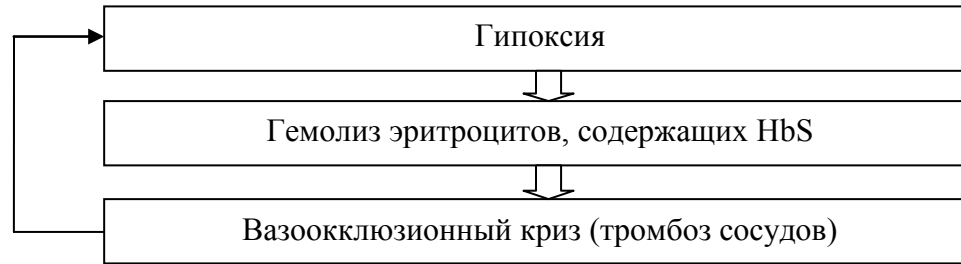 Гипоксия
Гемолиз эритроцитов, содержащих HbS
Вазоокклюзионный криз (тромбоз сосудов)